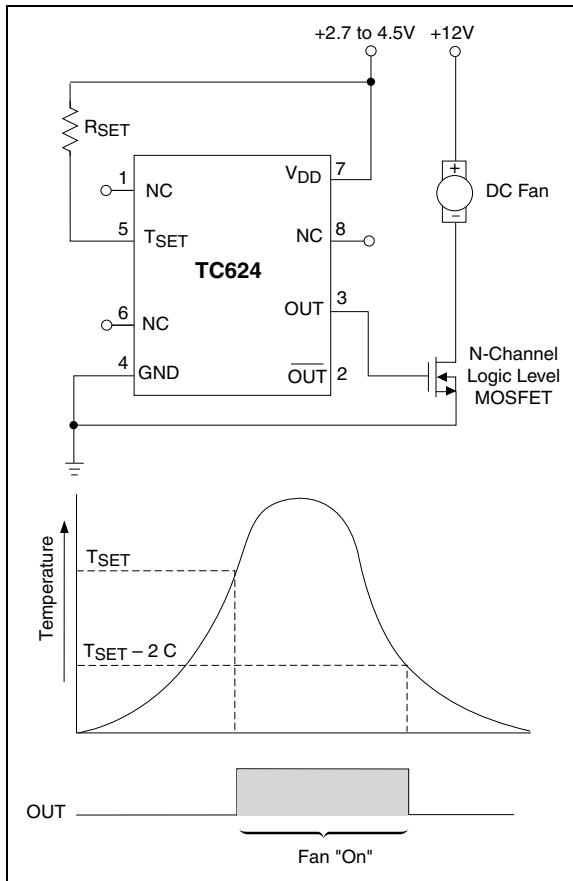 +2.7 to 4.5V +12V
RSET
1 NC
VDD 7
+
DC Fan
–
5 TSET
NC 8
TC624
6 NC
OUT 3
4 GND
OUT 2
N-Channel
Logic Level
MOSFET
Temperature
TSET
TSET – 2 C
OUT
Fan "On"